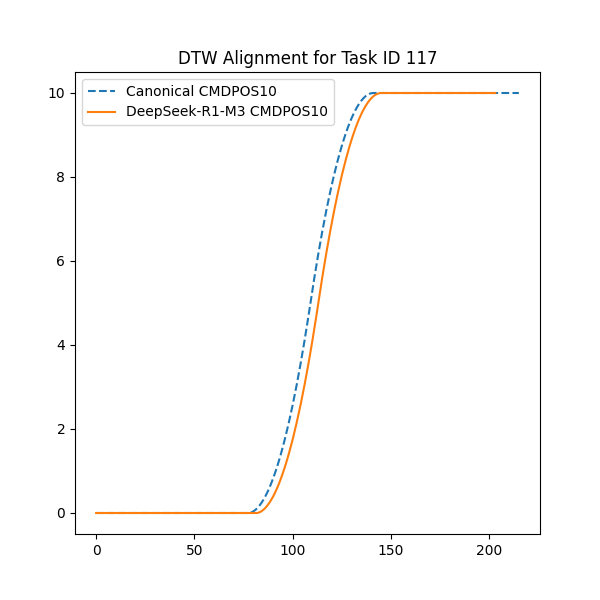 DTW Alignment for Task ID 117
Canonical CMDPOS10
DeepSeek-R1-M3 CMDPOS10
10
8
6
4
2
0
0 50 100 150 200